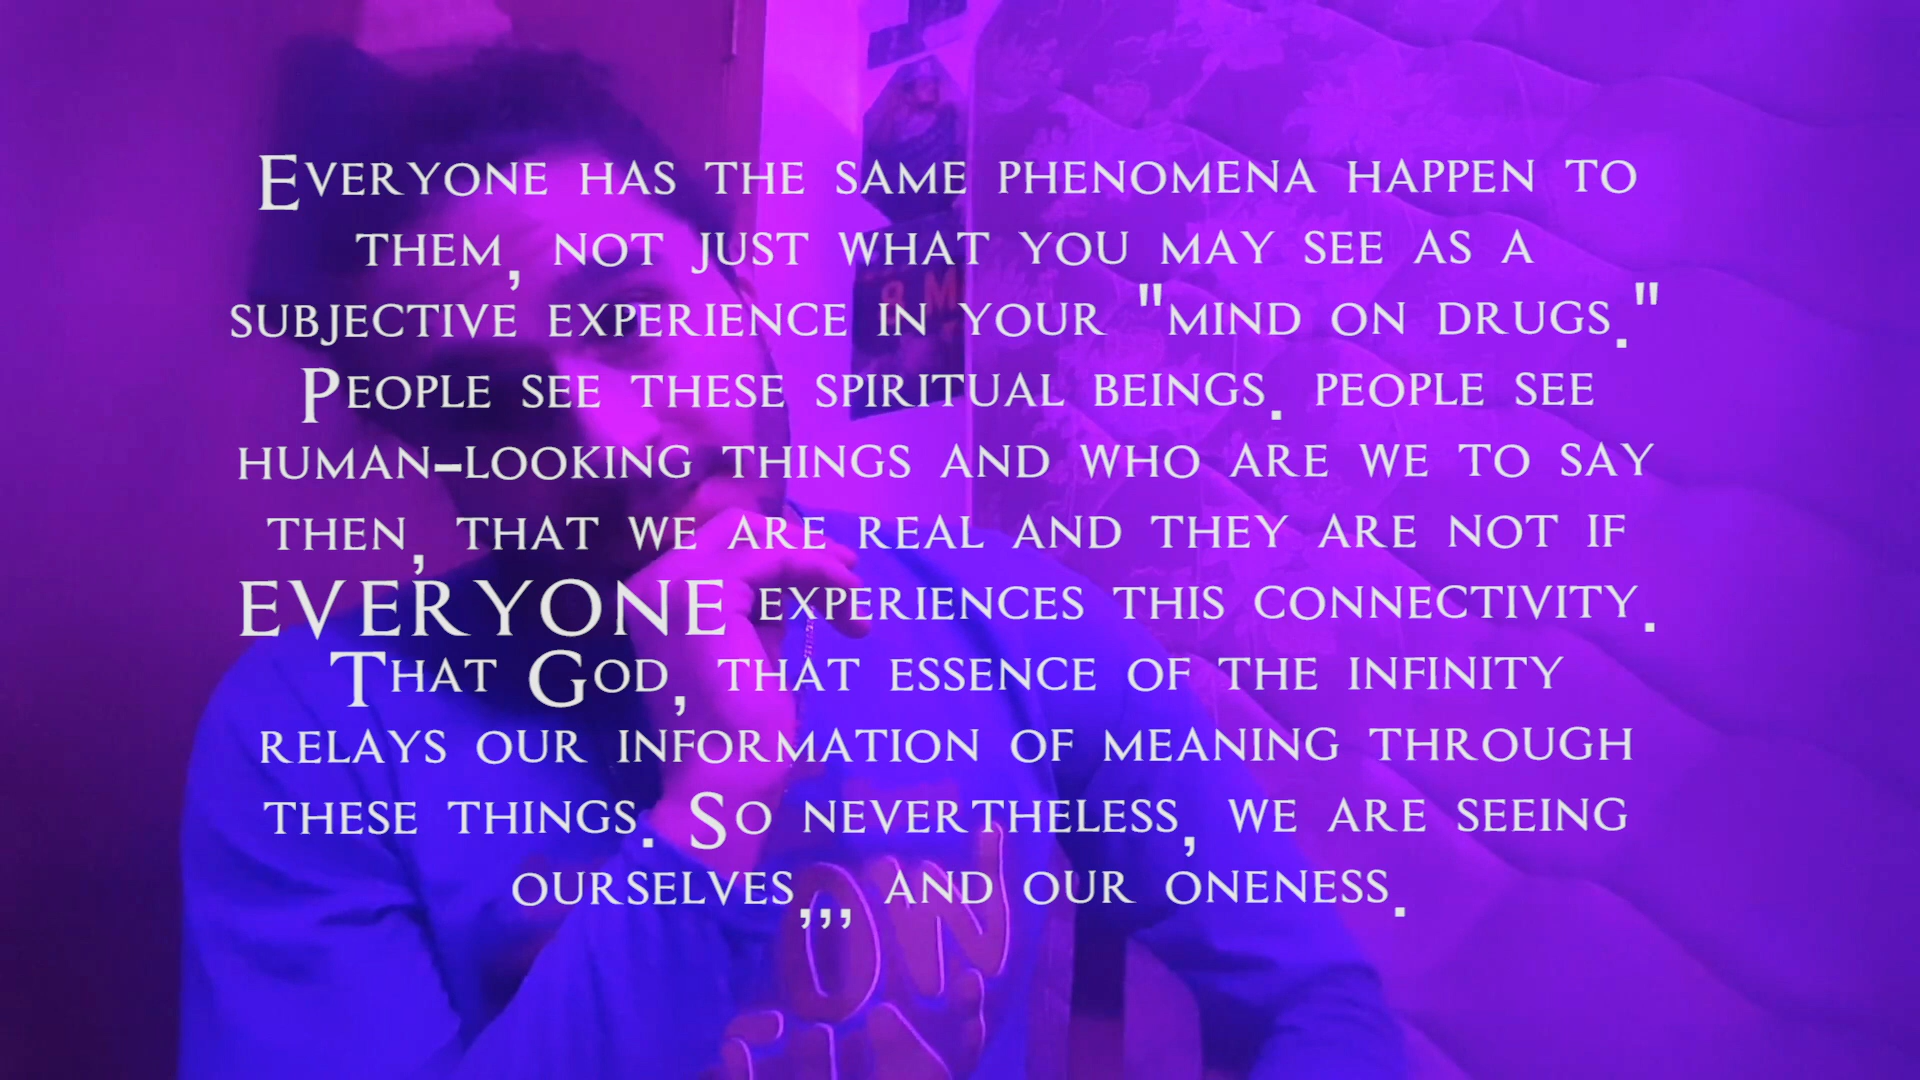 Everyone has the same phenomena happen to
them, not just what you may see as a
subjective experience in your "mind on drugs."
People see these spiritual beings. people see
human-looking things and who are we to say
then, that we are real and they are not if
EVERYONE experiences this connectivity.
That God, that essence of the infinity
relays our information of meaning through
these things. So nevertheless, we are seeing
ourselves,,, and our oneness.
8 M
ON